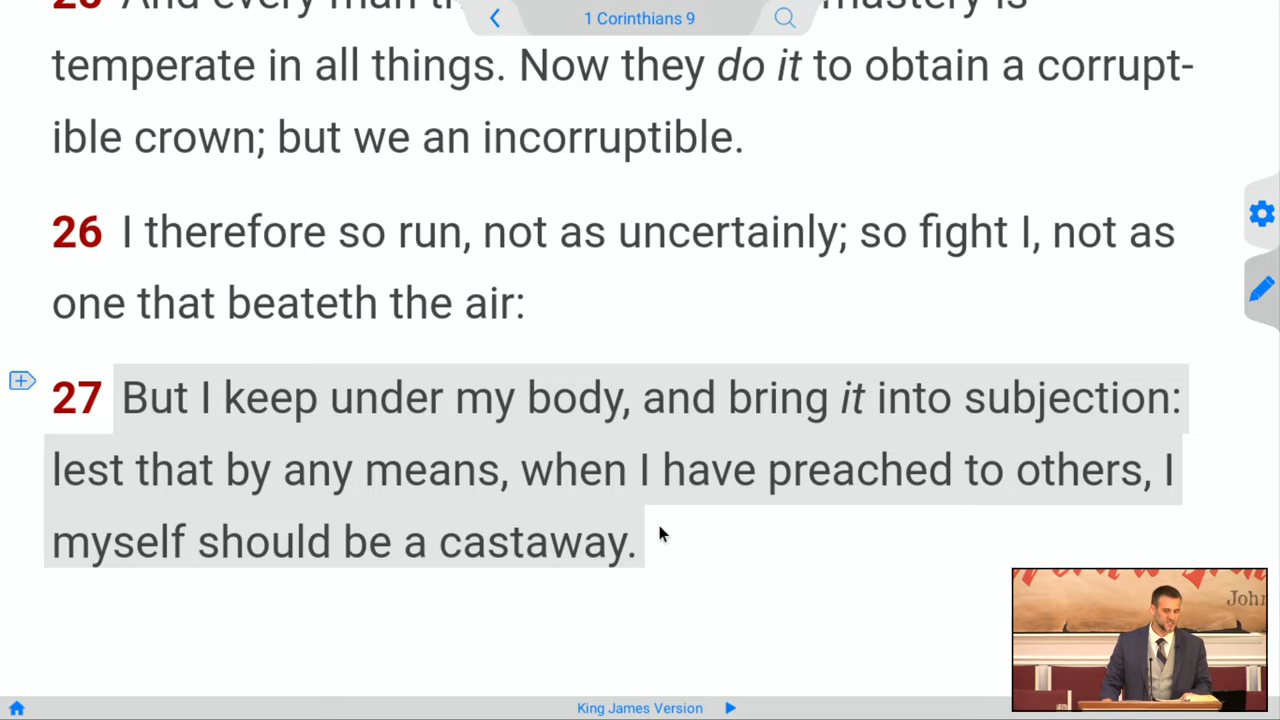 1 Corinthians 9
temperate in all things. Now they do it to obtain a corrupt-
ible crown; but we an incorruptible.
26 I therefore so run, not as uncertainly; so fight I, not as
one that beateth the air:
27 But I keep under my body, and bring it into subjection:
lest that by any means, when I have preached to others, I
myself should be a castaway.
John
King James Version